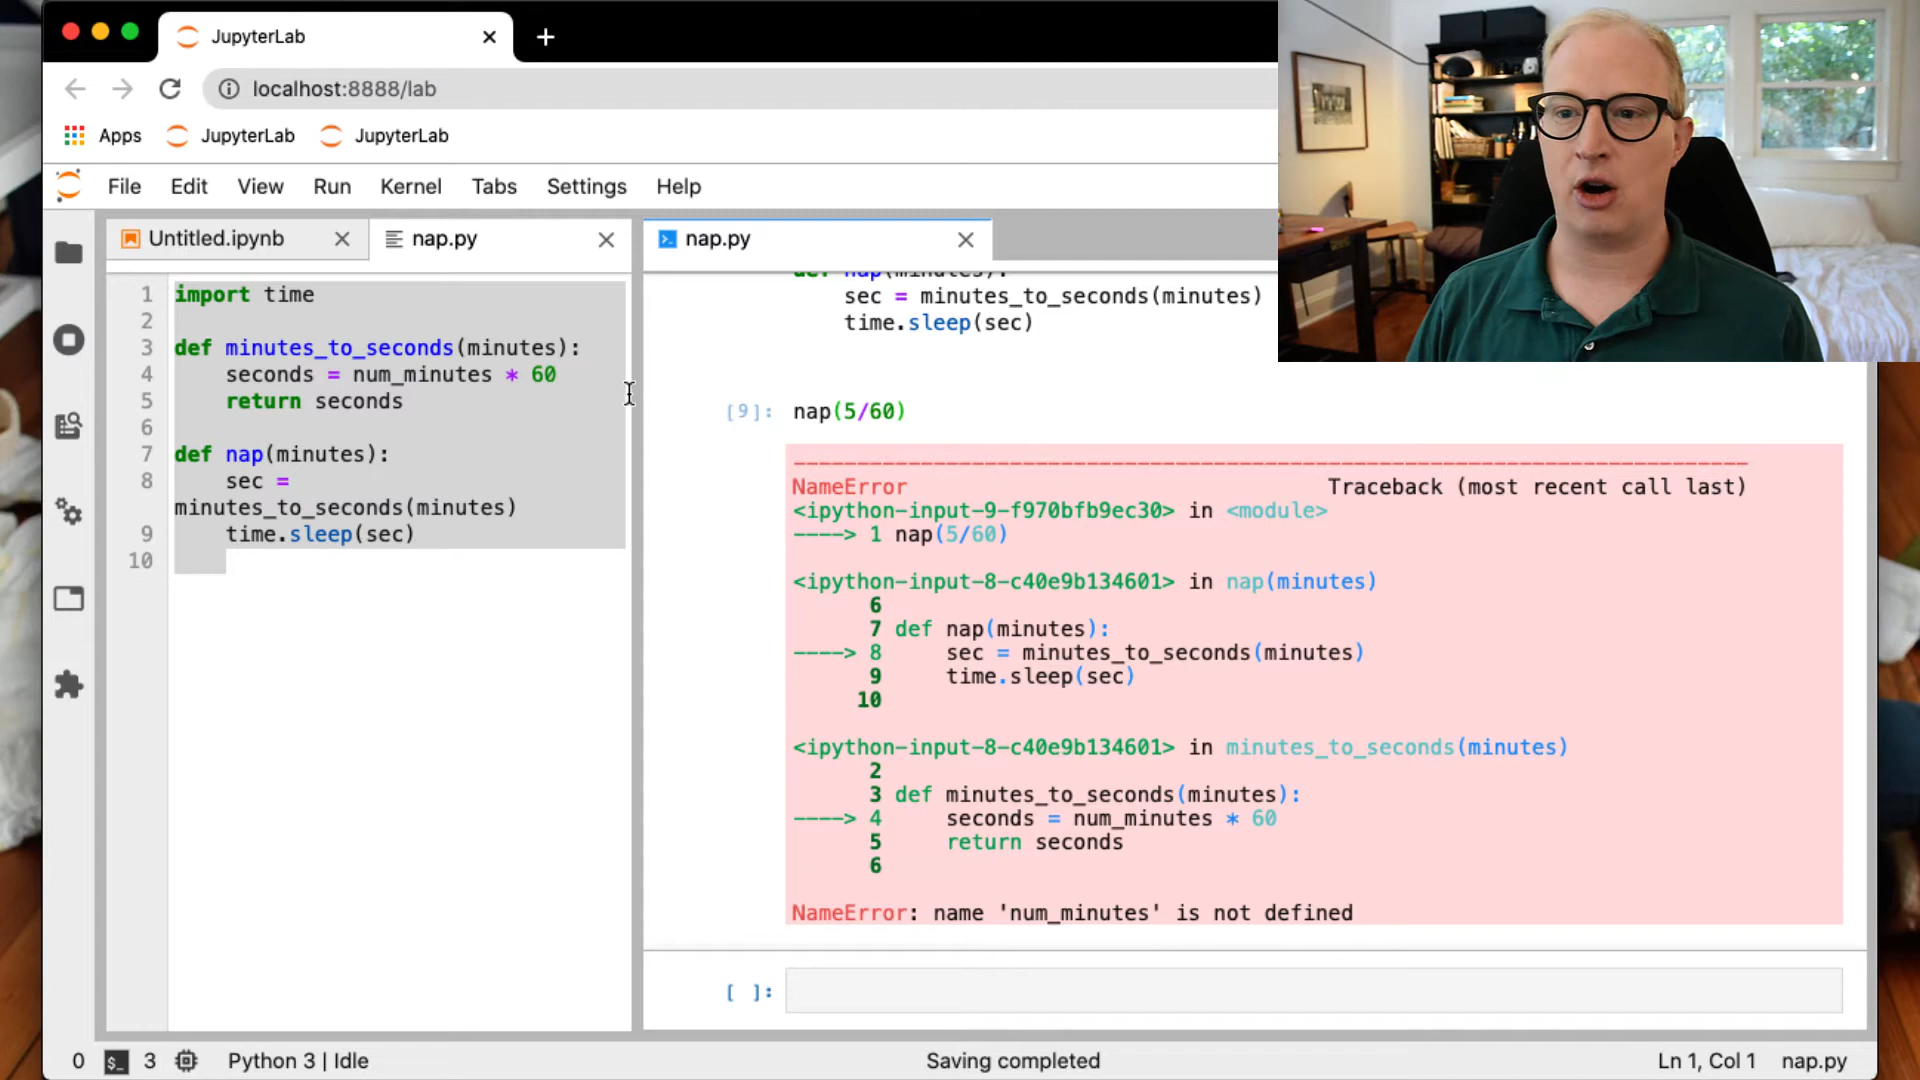 JupyterLab
localhost:8888/lab
Apps JupyterLab JupyterLab
File Edit View Run Kernel Tabs Settings Help
Untitled.ipynb nap.py
1 import time
2
3 def minutes_to_seconds(minutes):
4 seconds = num_minutes * 60
5 return seconds
6
7 def nap(minutes):
8 sec =
minutes_to_seconds(minutes)
9 time.sleep(sec)
10
nap.py
def nap(minutes):
sec = minutes_to_seconds(minutes)
time.sleep(sec)
[9]: nap(5/60)
---------------------------------------------------------------------------
NameError Traceback (most recent call last)
<ipython-input-9-f970bfb9ec30> in <module>
----> 1 nap(5/60)
<ipython-input-8-c40e9b134601> in nap(minutes)
6
7 def nap(minutes):
----> 8 sec = minutes_to_seconds(minutes)
9 time.sleep(sec)
10
<ipython-input-8-c40e9b134601> in minutes_to_seconds(minutes)
2
3 def minutes_to_seconds(minutes):
----> 4 seconds = num_minutes * 60
5 return seconds
6
NameError: name 'num_minutes' is not defined
[ ]:
0 $_ 3 Python 3 | Idle Saving completed Ln 1, Col 1 nap.py